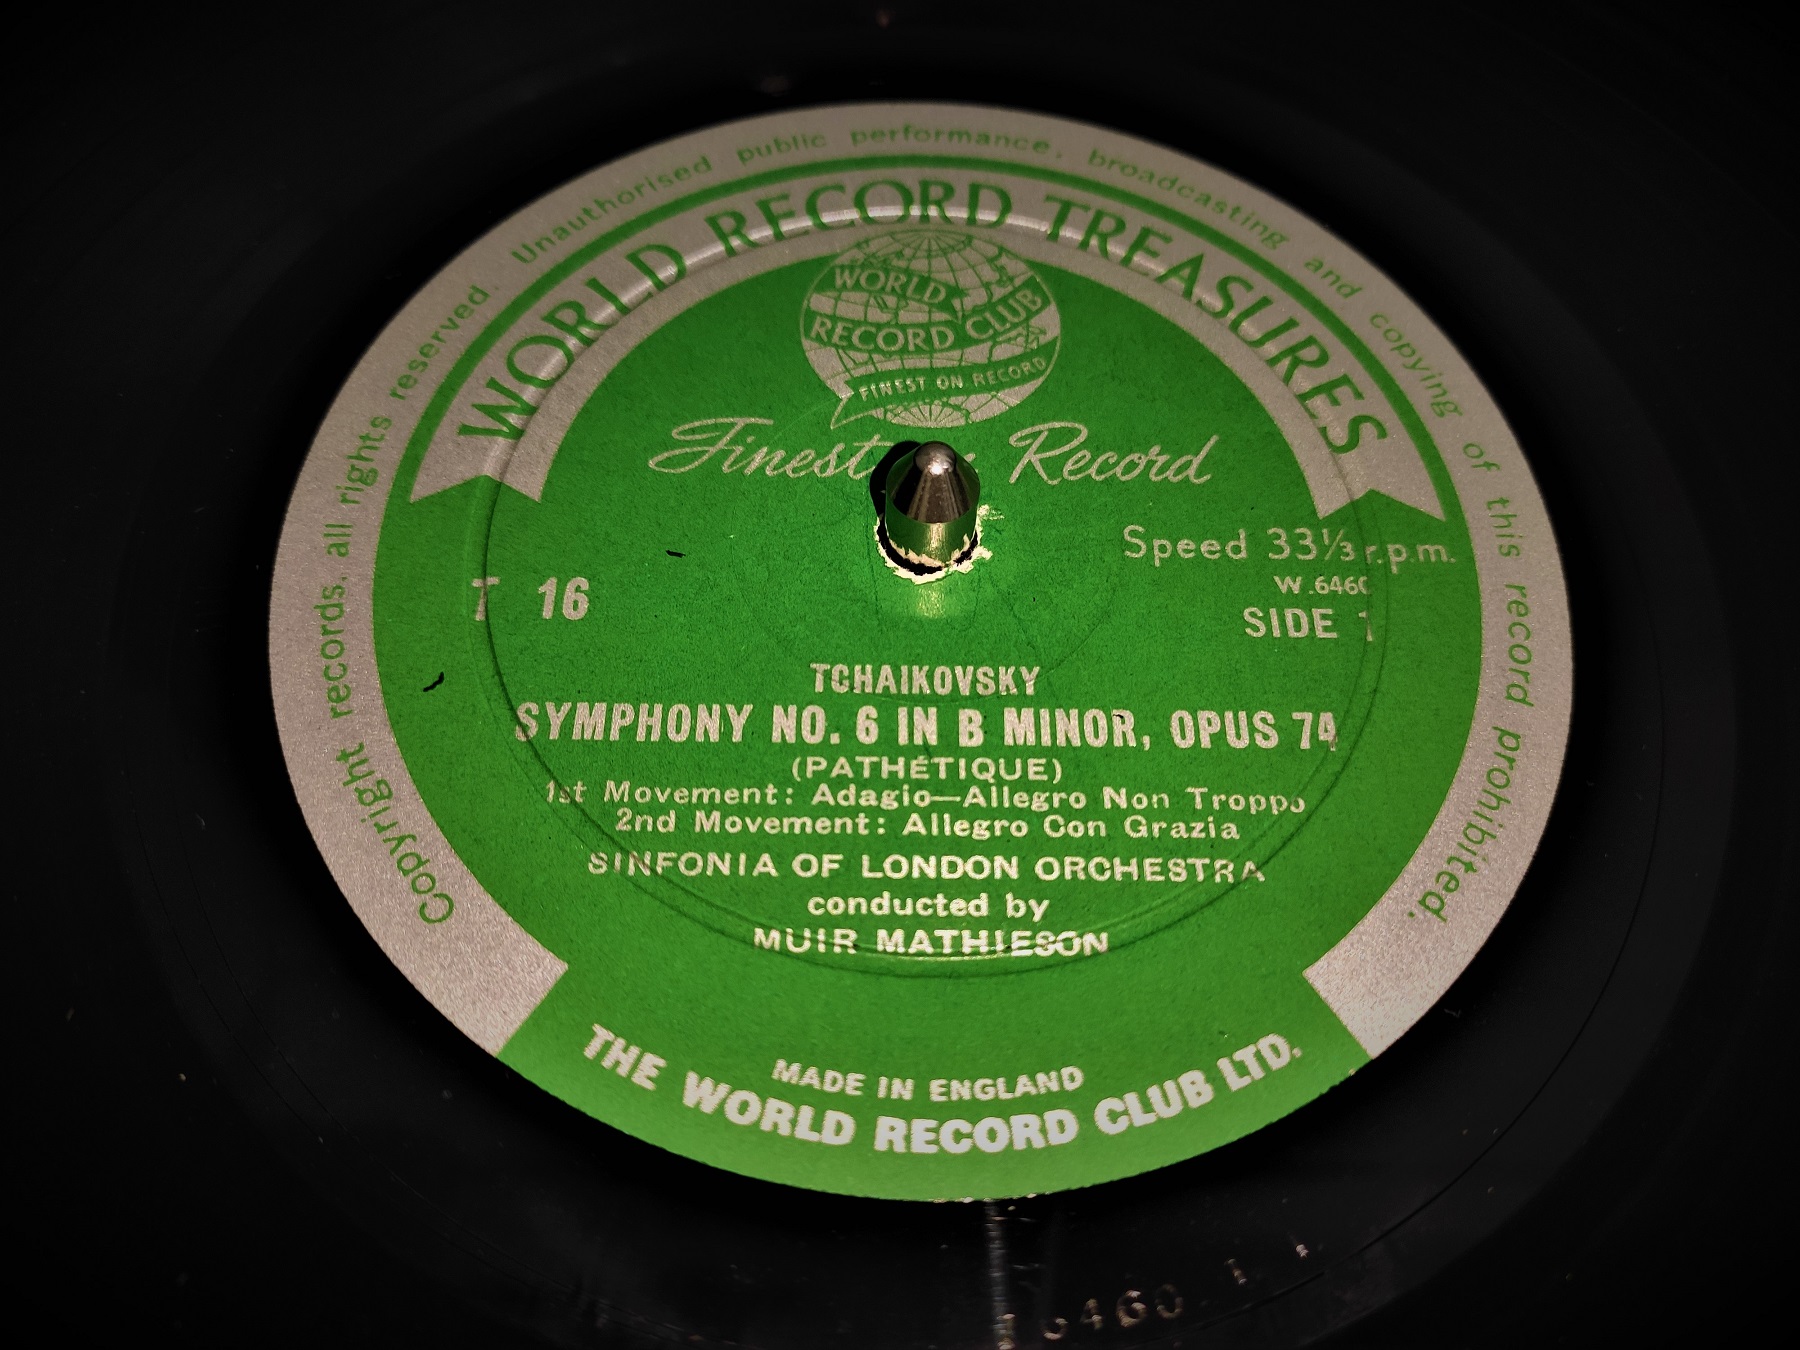 Copyright records, all rights reserved. Unauthorised public performance, broadcasting and copying of this record prohibited.
WORLD RECORD TREASURES
WORLD
RECORD CLUB
FINEST ON RECORD
Finest Record
Speed 33⅓ r.p.m.
W.6460
T 16
SIDE 1
TCHAIKOVSKY
SYMPHONY NO. 6 IN B MINOR, OPUS 74
(PATHÉTIQUE)
1st Movement: Adagio—Allegro Non Troppo
2nd Movement: Allegro Con Grazia
SINFONIA OF LONDON ORCHESTRA
conducted by
MUIR MATHIESON
MADE IN ENGLAND
THE WORLD RECORD CLUB LTD.